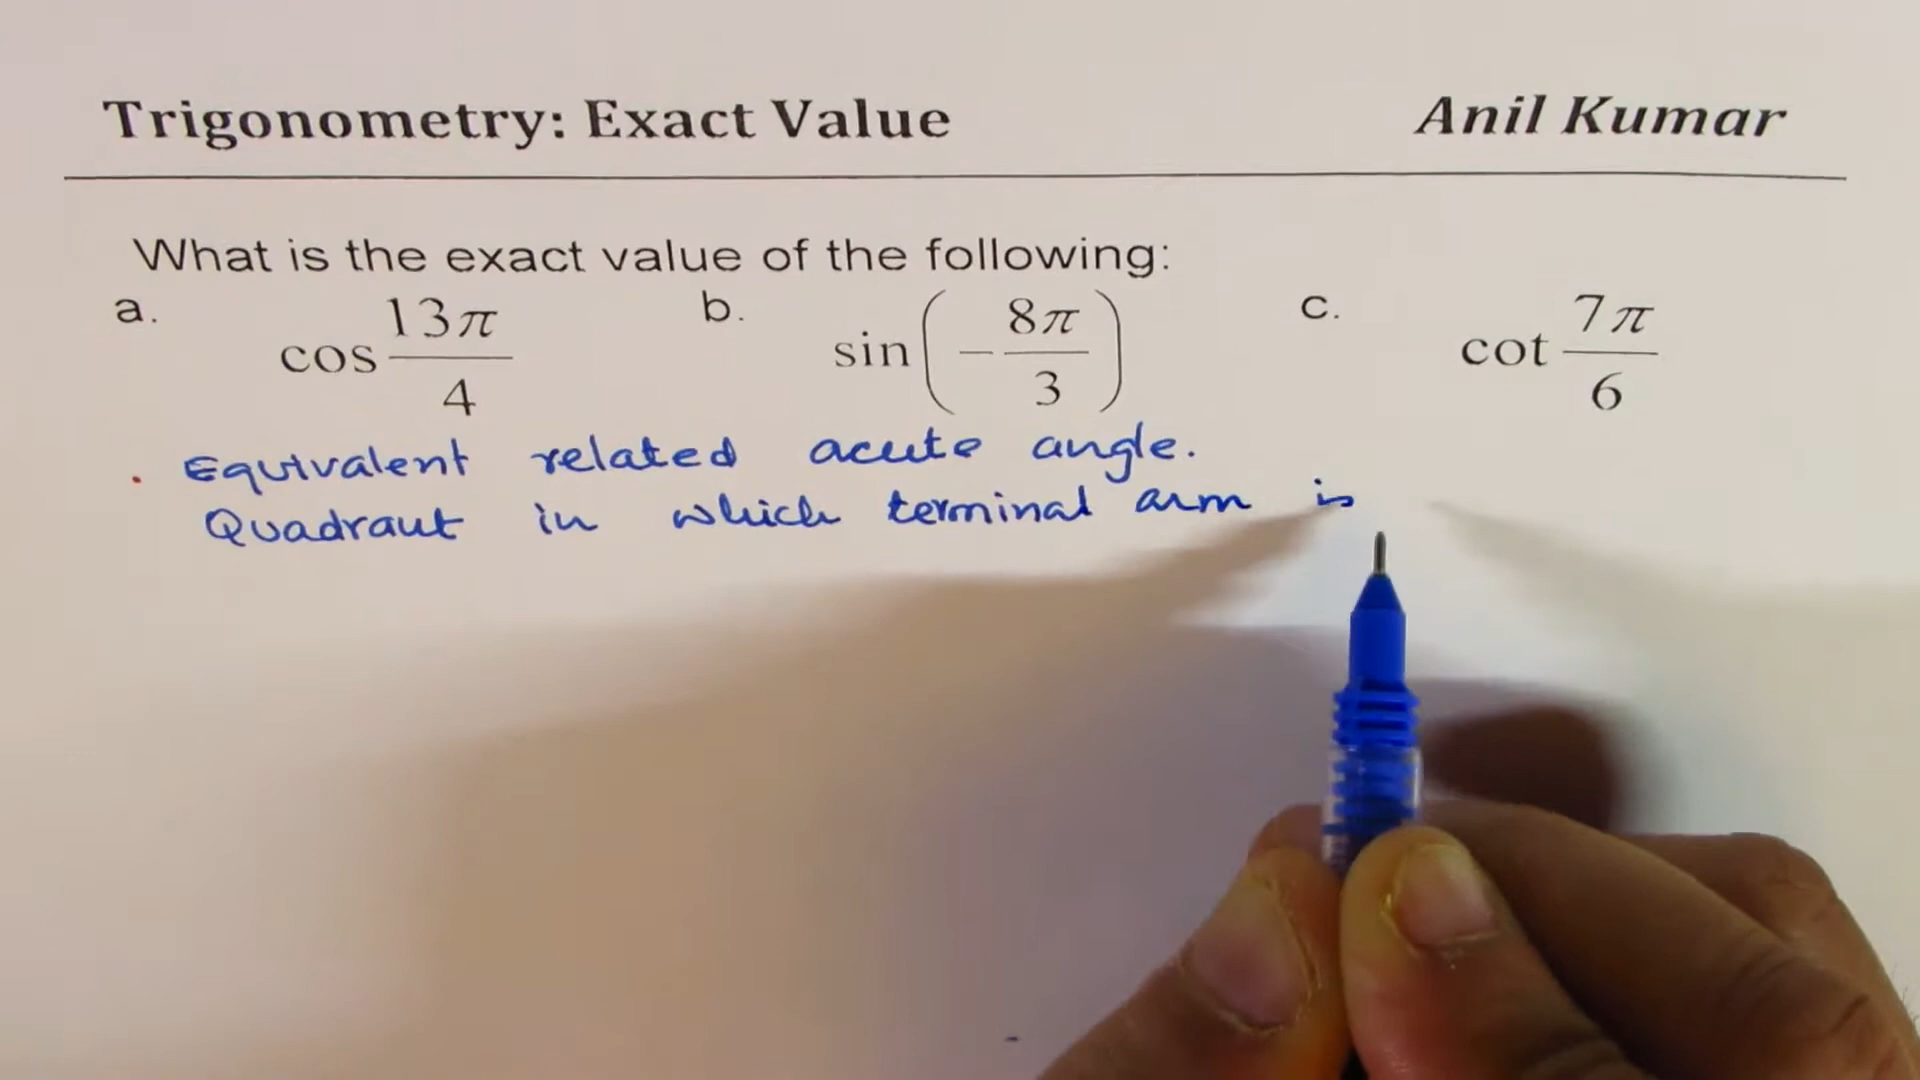 Trigonometry: Exact Value Anil Kumar
What is the exact value of the following:
a. cos 13π/4 b. sin(-8π/3) c. cot 7π/6
. Equivalent related acute angle.
Quadrant in which terminal arm is